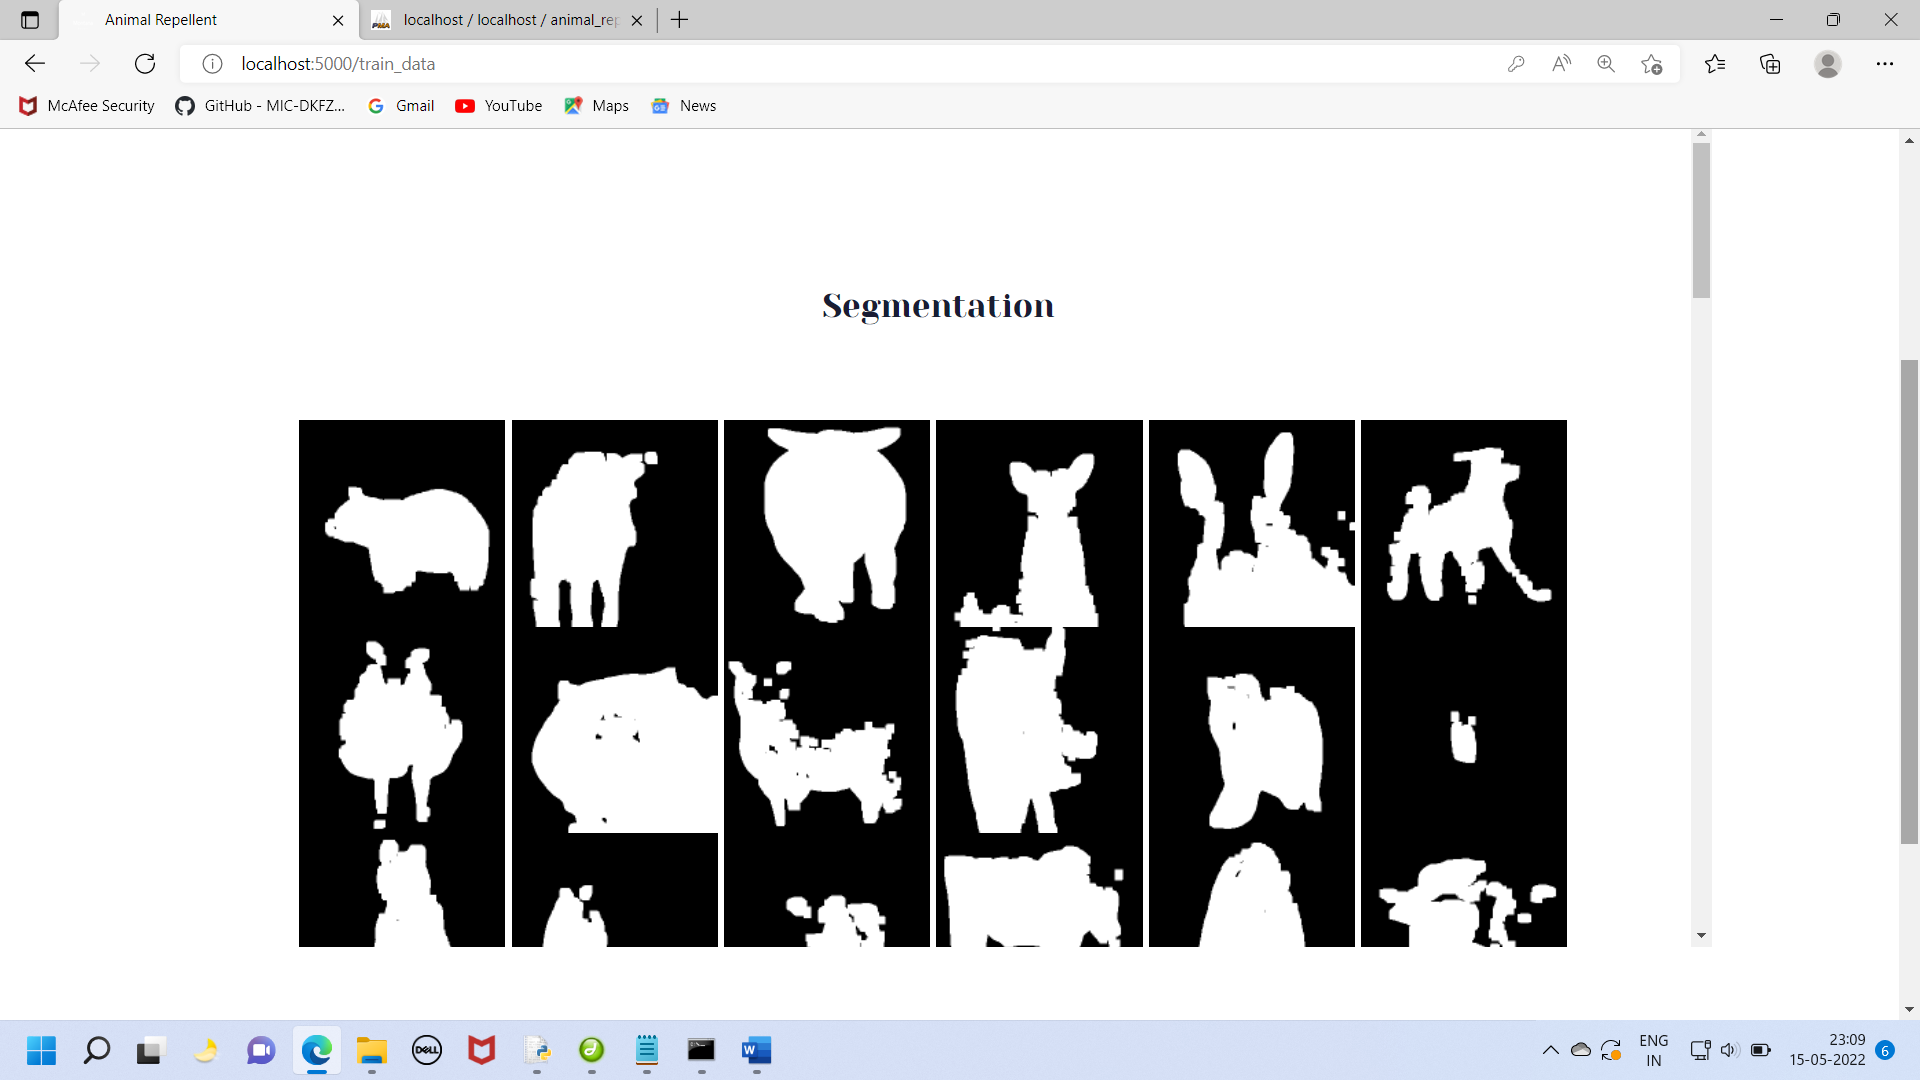 Animal Repellent
localhost / localhost / animal_rep
localhost:5000/train_data
McAfee Security
GitHub - MIC-DKFZ...
Gmail
YouTube
Maps
News
Segmentation
ENG
IN
23:09
15-05-2022
6